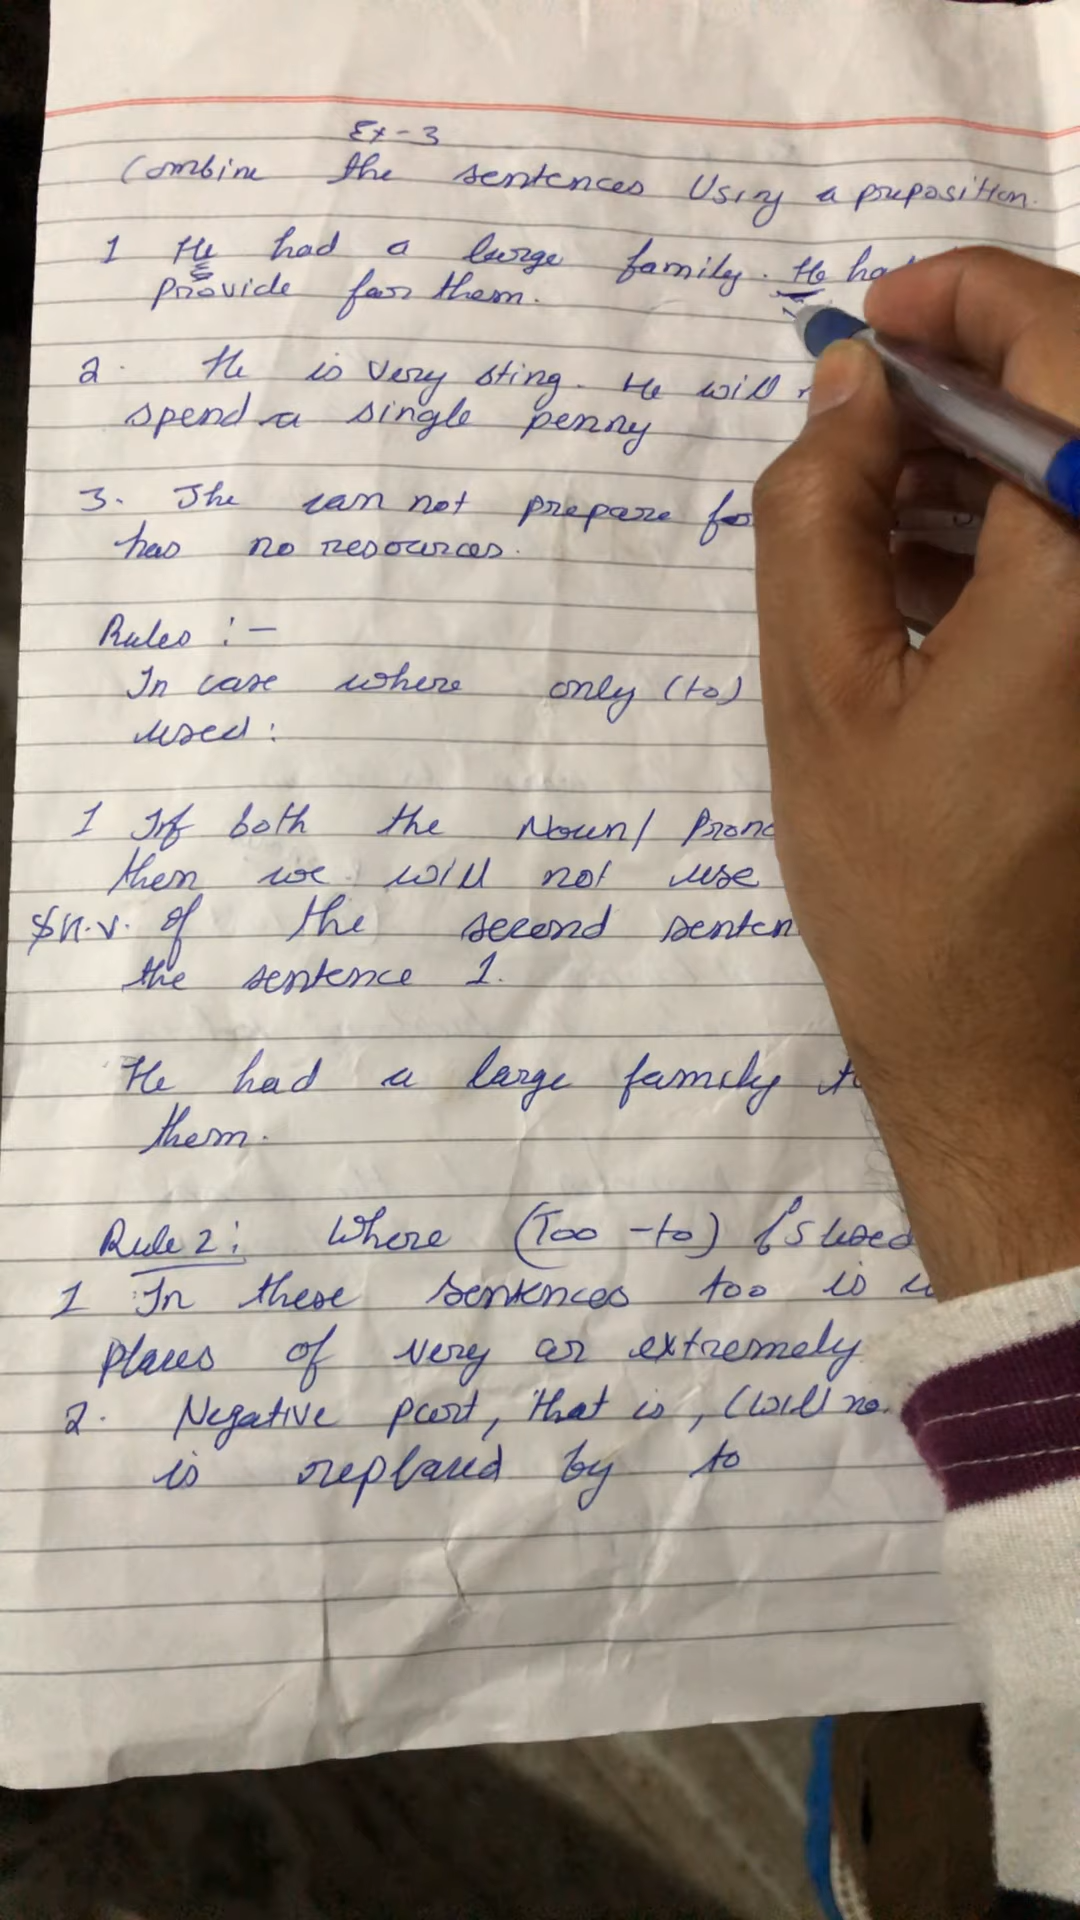 Ex-3
Combine the sentences Using a preposition.
1 He had a large family. He had
provide for them.
2. He is very sting. He will
spend a single penny
3. She can not prepare for
has no resources.
Rules :-
In case where only (to)
used:
1 If both the Noun/
then we will not use
H.V. of the second
the sentence 1.
He had a large family
them.
Rule 2: Where (Too -to) is used
1 In these sentences too is
places of very or extremely
2. Negative part, that is, (will
is replaced by to